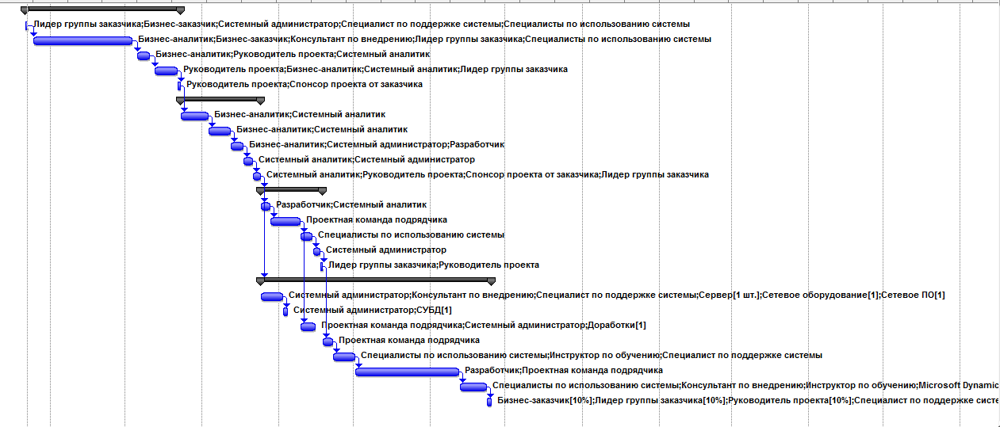 Лидер группы заказчика;Бизнес-заказчик;Системный администратор;Специалист по поддержке системы;Специалисты по использованию системы
Бизнес-аналитик;Бизнес-заказчик;Консультант по внедрению;Лидер группы заказчика;Специалисты по использованию системы
Бизнес-аналитик;Руководитель проекта;Системный аналитик
Руководитель проекта;Бизнес-аналитик;Системный аналитик;Лидер группы заказчика
Руководитель проекта;Спонсор проекта от заказчика
Бизнес-аналитик;Системный аналитик
Бизнес-аналитик;Системный аналитик
Бизнес-аналитик;Системный администратор;Разработчик
Системный аналитик;Системный администратор
Системный аналитик;Руководитель проекта;Спонсор проекта от заказчика;Лидер группы заказчика
Разработчик;Системный аналитик
Проектная команда подрядчика
Специалисты по использованию системы
Системный администратор
Лидер группы заказчика;Руководитель проекта
Системный администратор;Консультант по внедрению;Специалист по поддержке системы;Сервер[1 шт.];Сетевое оборудование[1];Сетевое ПО[1]
Системный администратор;СУБД[1]
Проектная команда подрядчика;Системный администратор;Доработки[1]
Проектная команда подрядчика
Специалисты по использованию системы;Инструктор по обучению;Специалист по поддержке системы
Разработчик;Проектная команда подрядчика
Специалисты по использованию системы;Консультант по внедрению;Инструктор по обучению;Microsoft Dynamic
Бизнес-заказчик[10%];Лидер группы заказчика[10%];Руководитель проекта[10%];Специалист по поддержке систе